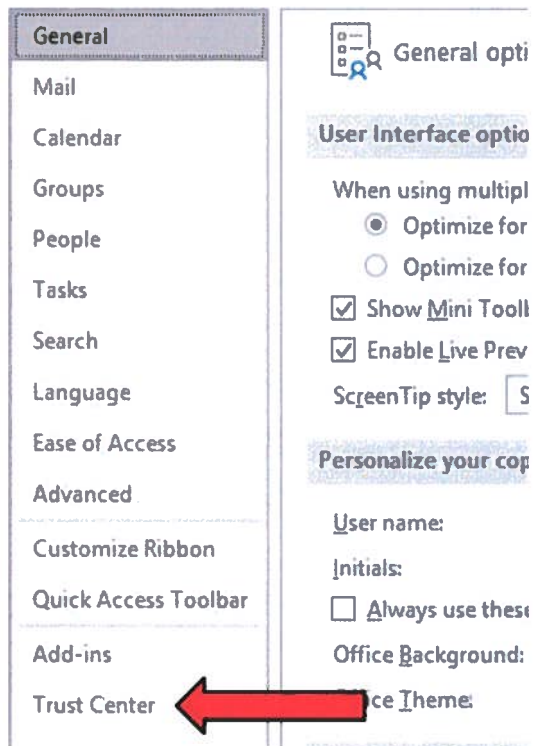 General
Mail
Calendar
Groups
People
Tasks
Search
Language
Ease of Access
Advanced
Customize Ribbon
Quick Access Toolbar
Add-ins
Trust Center
General opti
User Interface optio
When using multipl
Optimize for
Optimize for
Show Mini Tooll
Enable Live Prev
ScreenTip style: S
Personalize your cop
User name:
Initials:
Always use these
Office Background:
ice Theme: